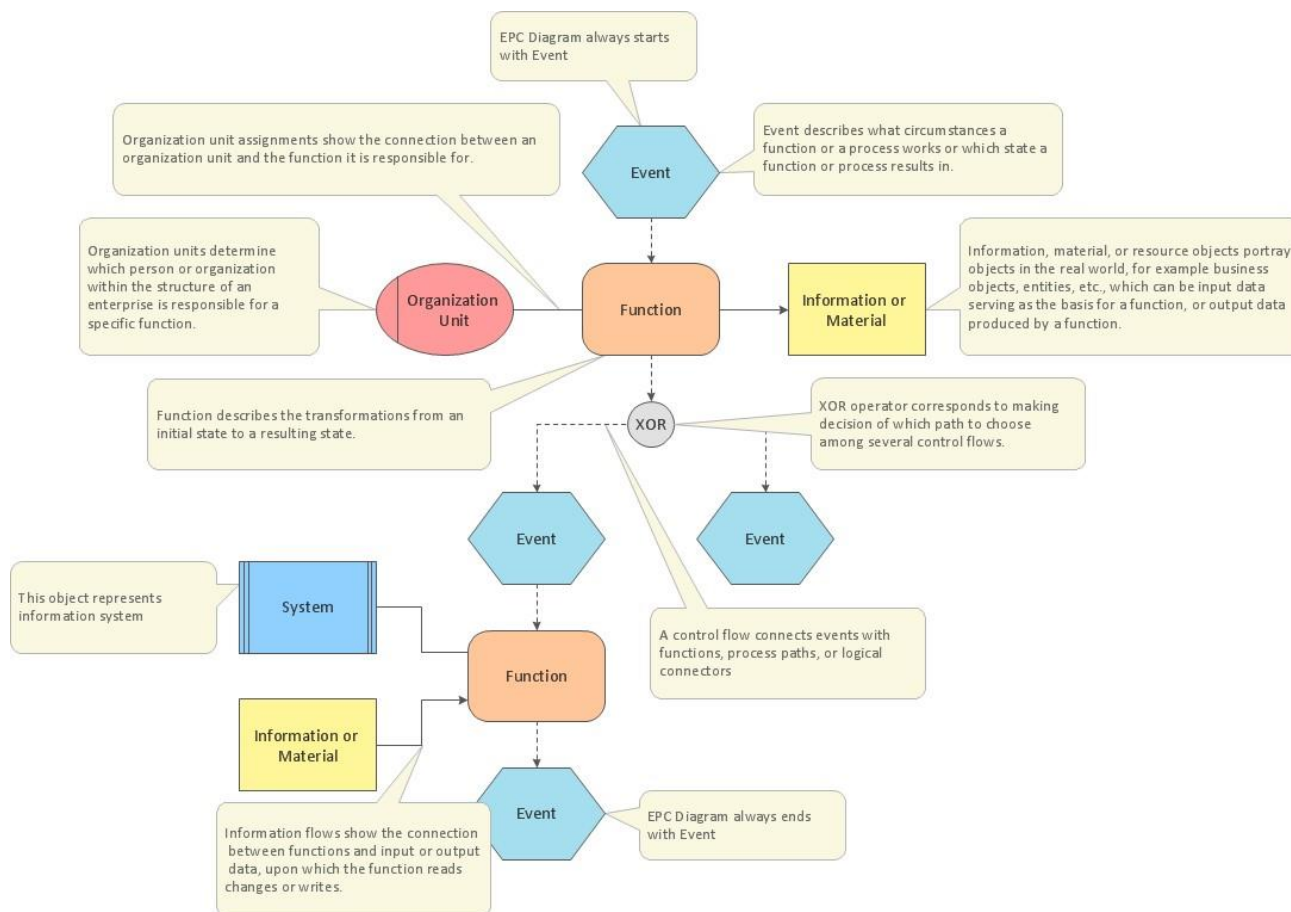 EPC Diagram always starts
with Event
Organization unit assignments show the connection between an
organization unit and the function it is responsible for.
Event
Event describes what circumstances a
function or a process works or which state a
function or process results in.
Organization units determine
which person or organization
within the structure of an
enterprise is responsible for a
specific function.
Organization
Unit
Function
Information or
Material
Information, material, or resource objects portray
objects in the real world, for example business
objects, entities, etc., which can be input data
serving as the basis for a function, or output data
produced by a function.
Function describes the transformations from an
initial state to a resulting state.
XOR
XOR operator corresponds to making
decision of which path to choose
among several control flows.
Event
Event
This object represents
information system
System
Function
A control flow connects events with
functions, process paths, or logical
connectors
Information or
Material
Information flows show the connection
between functions and input or output
data, upon which the function reads
changes or writes.
Event
EPC Diagram always ends
with Event